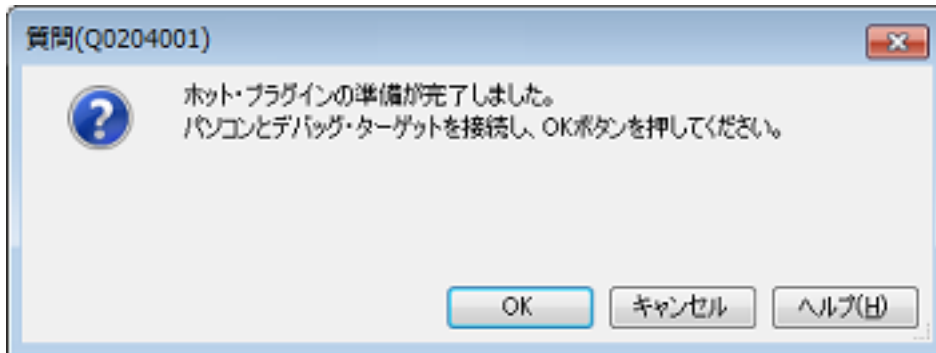 質問(Q0204001)
ホット・プラグインの準備が完了しました。
パソコンとデバッグ・ターゲットを接続し、OKボタンを押してください。
OK
キャンセル
ヘルプ(H)